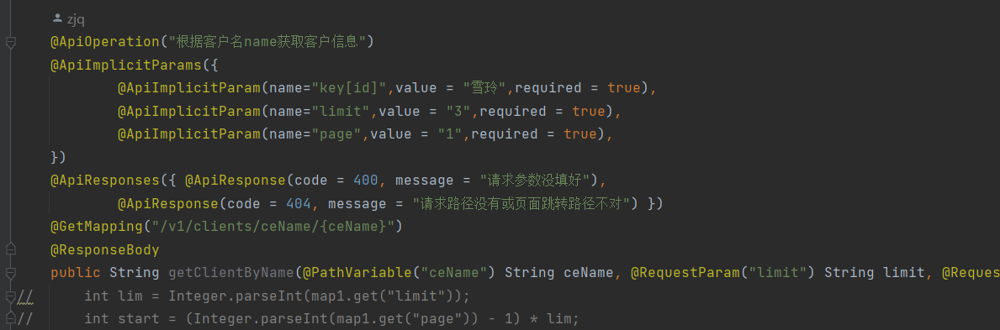 zjq
@ApiOperation("根据客户名name获取客户信息")
@ApiImplicitParams({
@ApiImplicitParam(name="key[id]",value = "雪玲",required = true),
@ApiImplicitParam(name="limit",value = "3",required = true),
@ApiImplicitParam(name="page",value = "1",required = true),
})
@ApiResponses({ @ApiResponse(code = 400, message = "请求参数没填好"),
@ApiResponse(code = 404, message = "请求路径没有或页面跳转路径不对") })
@GetMapping("/v1/clients/ceName/{ceName}")
@ResponseBody
public String getClientByName(@PathVariable("ceName") String ceName, @RequestParam("limit") String limit, @Reques
//    int lim = Integer.parseInt(map1.get("limit"));
//    int start = (Integer.parseInt(map1.get("page")) - 1) * lim;